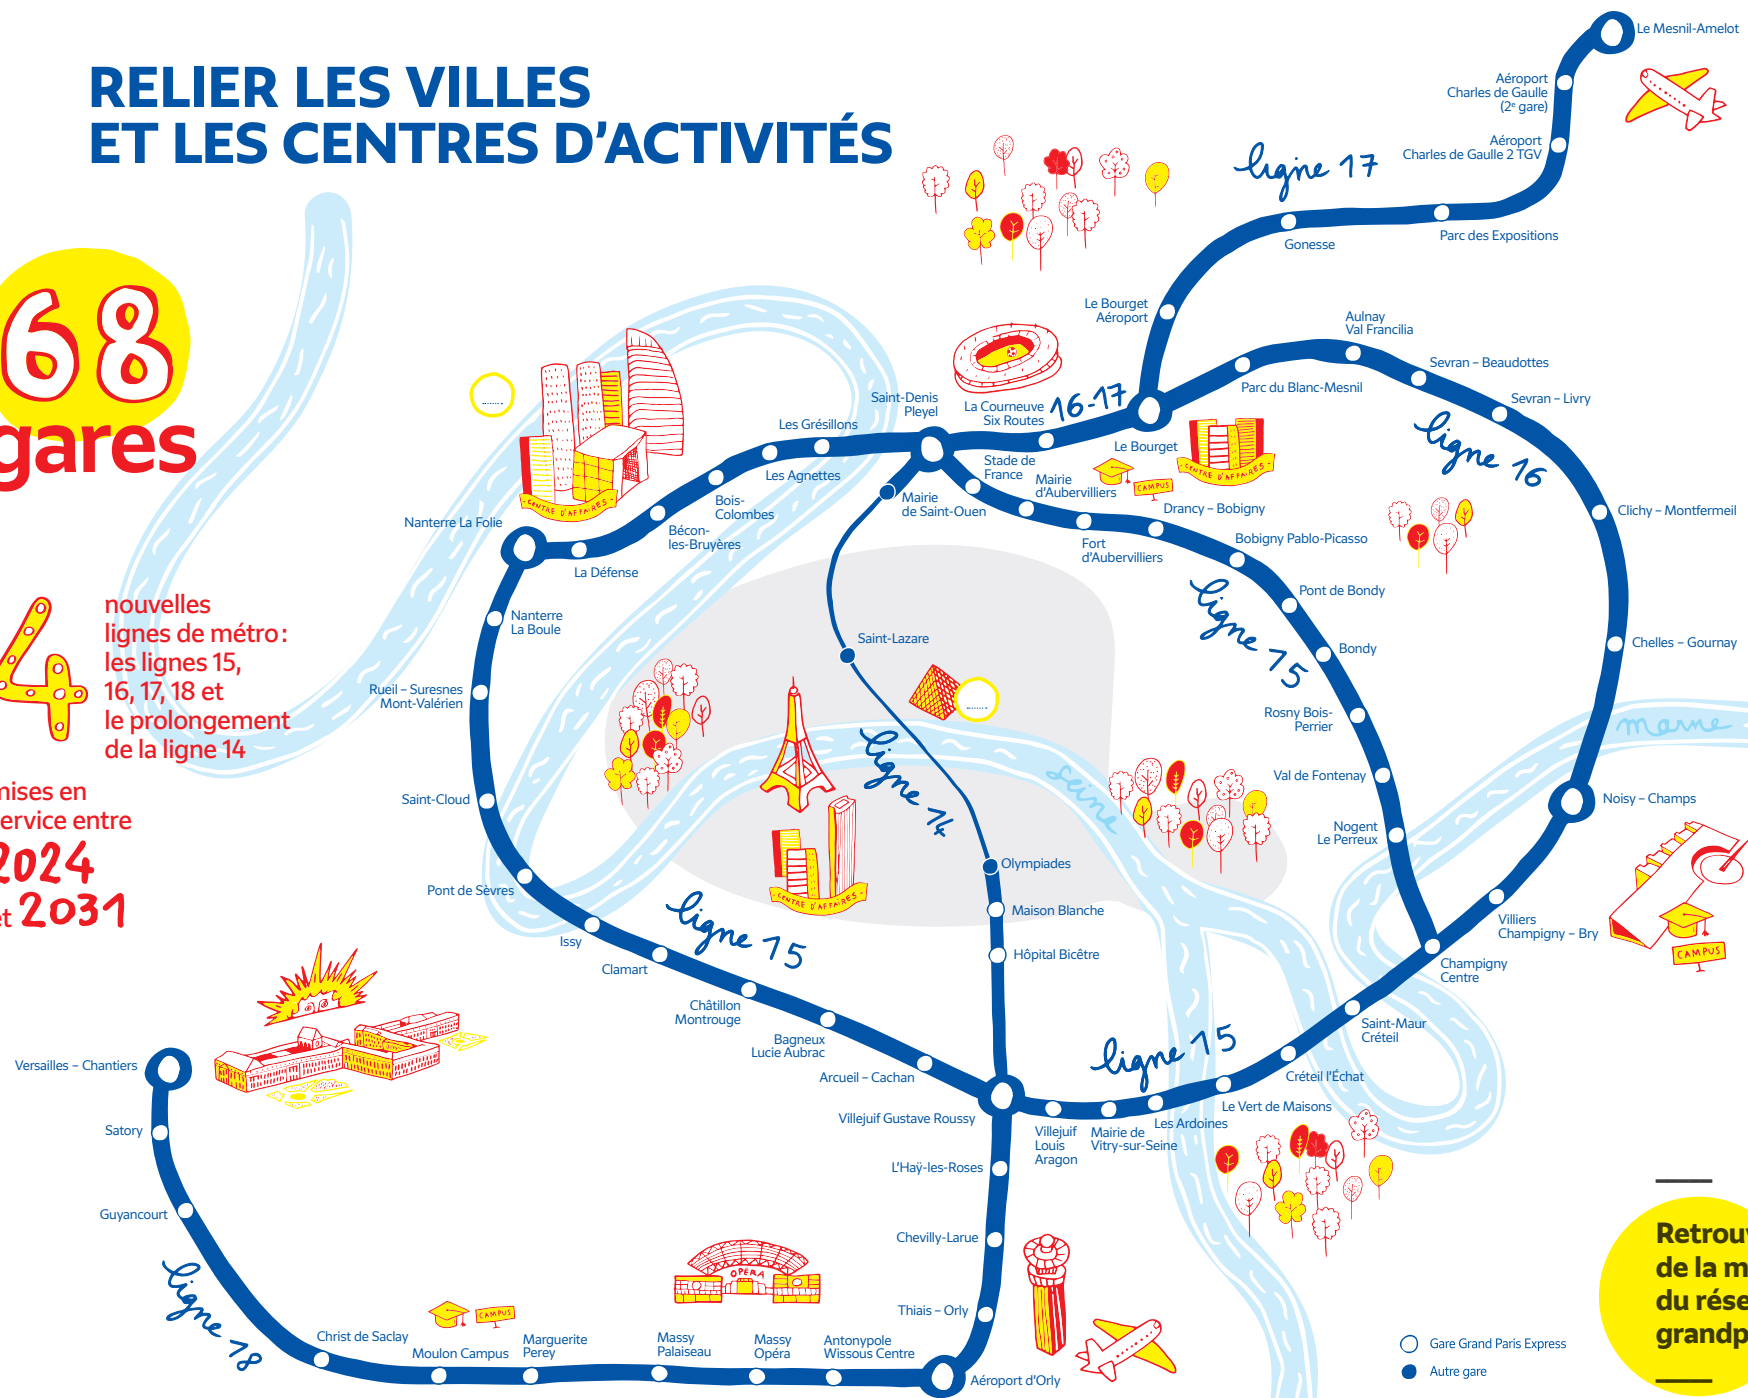 RELIER LES VILLES
ET LES CENTRES D'ACTIVITÉS
68
gares
4
nouvelles
lignes de métro :
les lignes 15,
16, 17, 18 et
le prolongement
de la ligne 14
2024
et 2031
Le Mesnil-Amelot
Aéroport
Charles de Gaulle
(2e gare)
Aéroport
Charles de Gaulle 2 TGV
ligne 17
Parc des Expositions
Gonesse
Le Bourget
Aéroport
Aulnay
Val Francilia
Sevran – Beaudottes
Parc du Blanc-Mesnil
Sevran – Livry
ligne 16
Clichy – Montfermeil
Chelles – Gournay
marne
Noisy – Champs
CAMPUS
Villiers
Champigny – Bry
Champigny
Centre
Saint-Denis
Pleyel
La Courneuve
Six Routes
16-17
Le Bourget
CENTRE D'AFFAIRES
CAMPUS
Stade de
France
Mairie
d'Aubervilliers
Fort
d'Aubervilliers
Drancy – Bobigny
Bobigny Pablo-Picasso
Pont de Bondy
ligne 15
Bondy
Rosny Bois-
Perrier
Val de Fontenay
Nogent
Le Perreux
Les Grésillons
Les Agnettes
Bois-
Colombes
Bécon-
les-Bruyères
La Défense
CENTRE D'AFFAIRES
Nanterre La Folie
Nanterre
La Boule
Rueil – Suresnes
Mont-Valérien
Saint-Cloud
Pont de Sèvres
Issy
Clamart
ligne 15
Châtillon
Montrouge
Bagneux
Lucie Aubrac
Arcueil – Cachan
Villejuif Gustave Roussy
Mairie
de Saint-Ouen
Saint-Lazare
ligne 14
seine
CENTRE D'AFFAIRES
Olympiades
Maison Blanche
Hôpital Bicêtre
Villejuif
Louis
Aragon
Mairie de
Vitry-sur-Seine
Les Ardoines
ligne 15
Le Vert de Maisons
Créteil l'Échat
Saint-Maur
Créteil
L'Haÿ-les-Roses
Chevilly-Larue
Thiais – Orly
Aéroport d'Orly
Antonypole
Wissous Centre
Massy
Opéra
OPÉRA
Massy
Palaiseau
Marguerite
Perey
CAMPUS
Moulon Campus
Christ de Saclay
ligne 18
Guyancourt
Satory
Versailles – Chantiers
Gare Grand Paris Express
Autre gare
de la